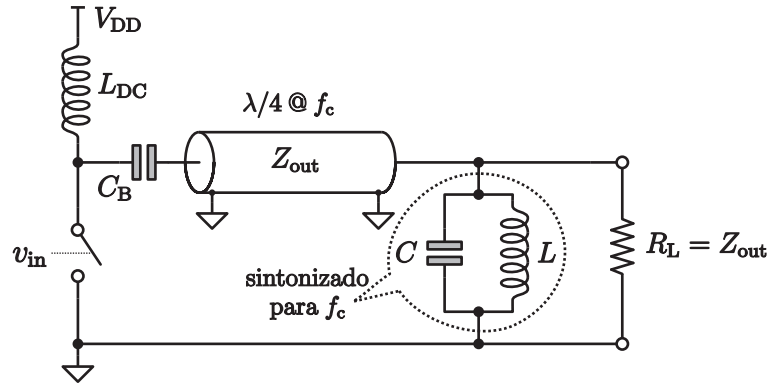 V_DD
L_DC
λ/4 @ f_c
Z_out
C_B
v_in
C
L
R_L = Z_out
sintonizado
para f_c